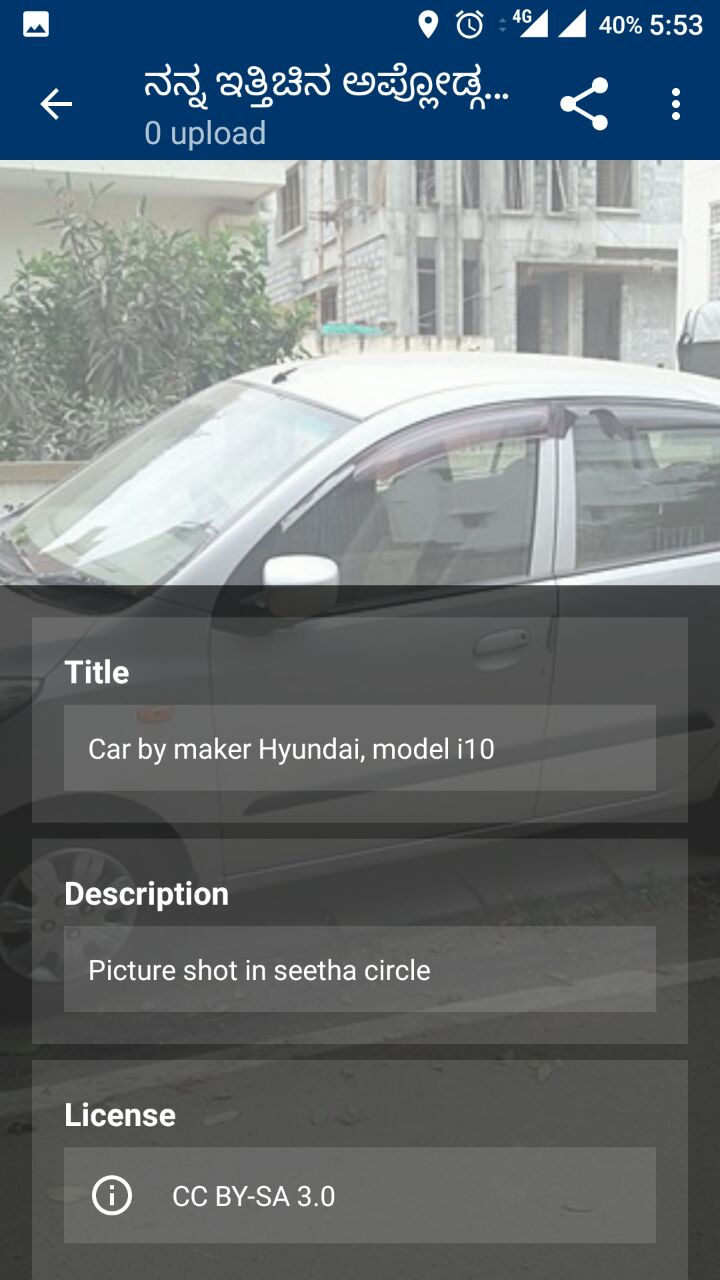 4G 40% 5:53
ನನ್ನ ಇತ್ತಿಚಿನ ಅಪ್ಲೋಡ್ಗ...
0 upload
Title
Car by maker Hyundai, model i10
Description
Picture shot in seetha circle
License
CC BY-SA 3.0